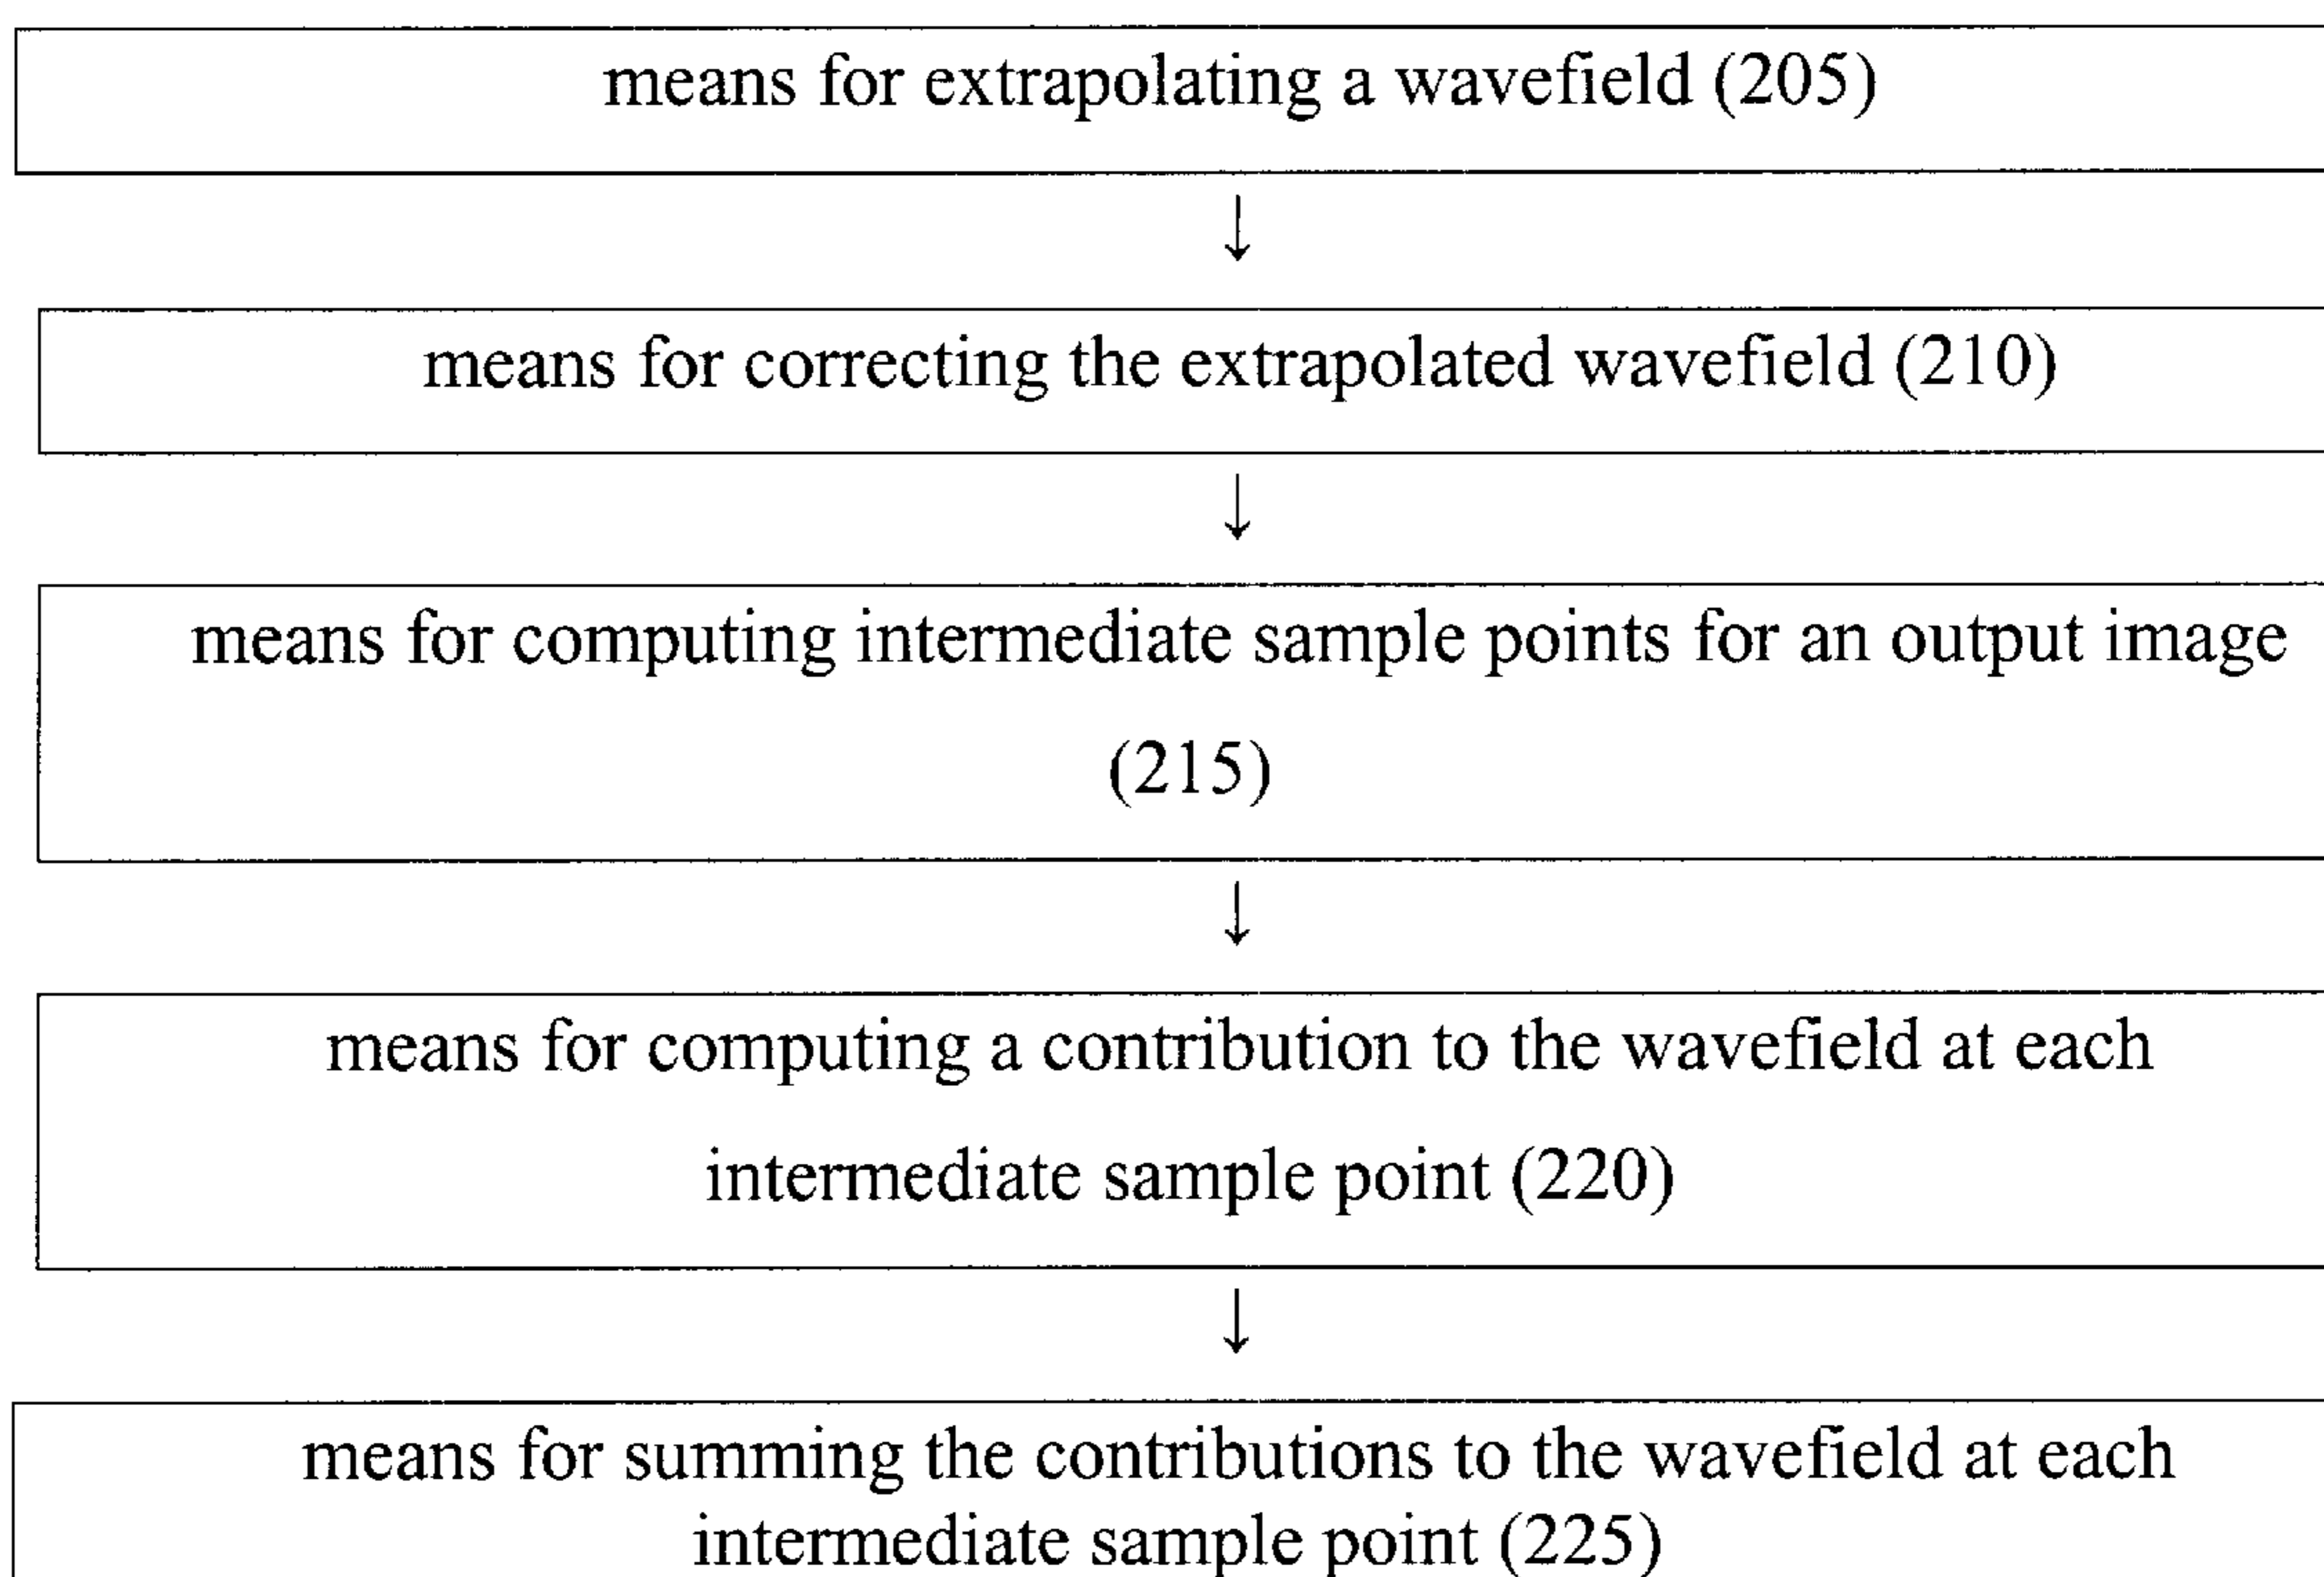 means for extrapolating a wavefield (205)
↓
means for correcting the extrapolated wavefield (210)
↓
means for computing intermediate sample points for an output image
(215)
↓
means for computing a contribution to the wavefield at each
intermediate sample point (220)
↓
means for summing the contributions to the wavefield at each
intermediate sample point (225)